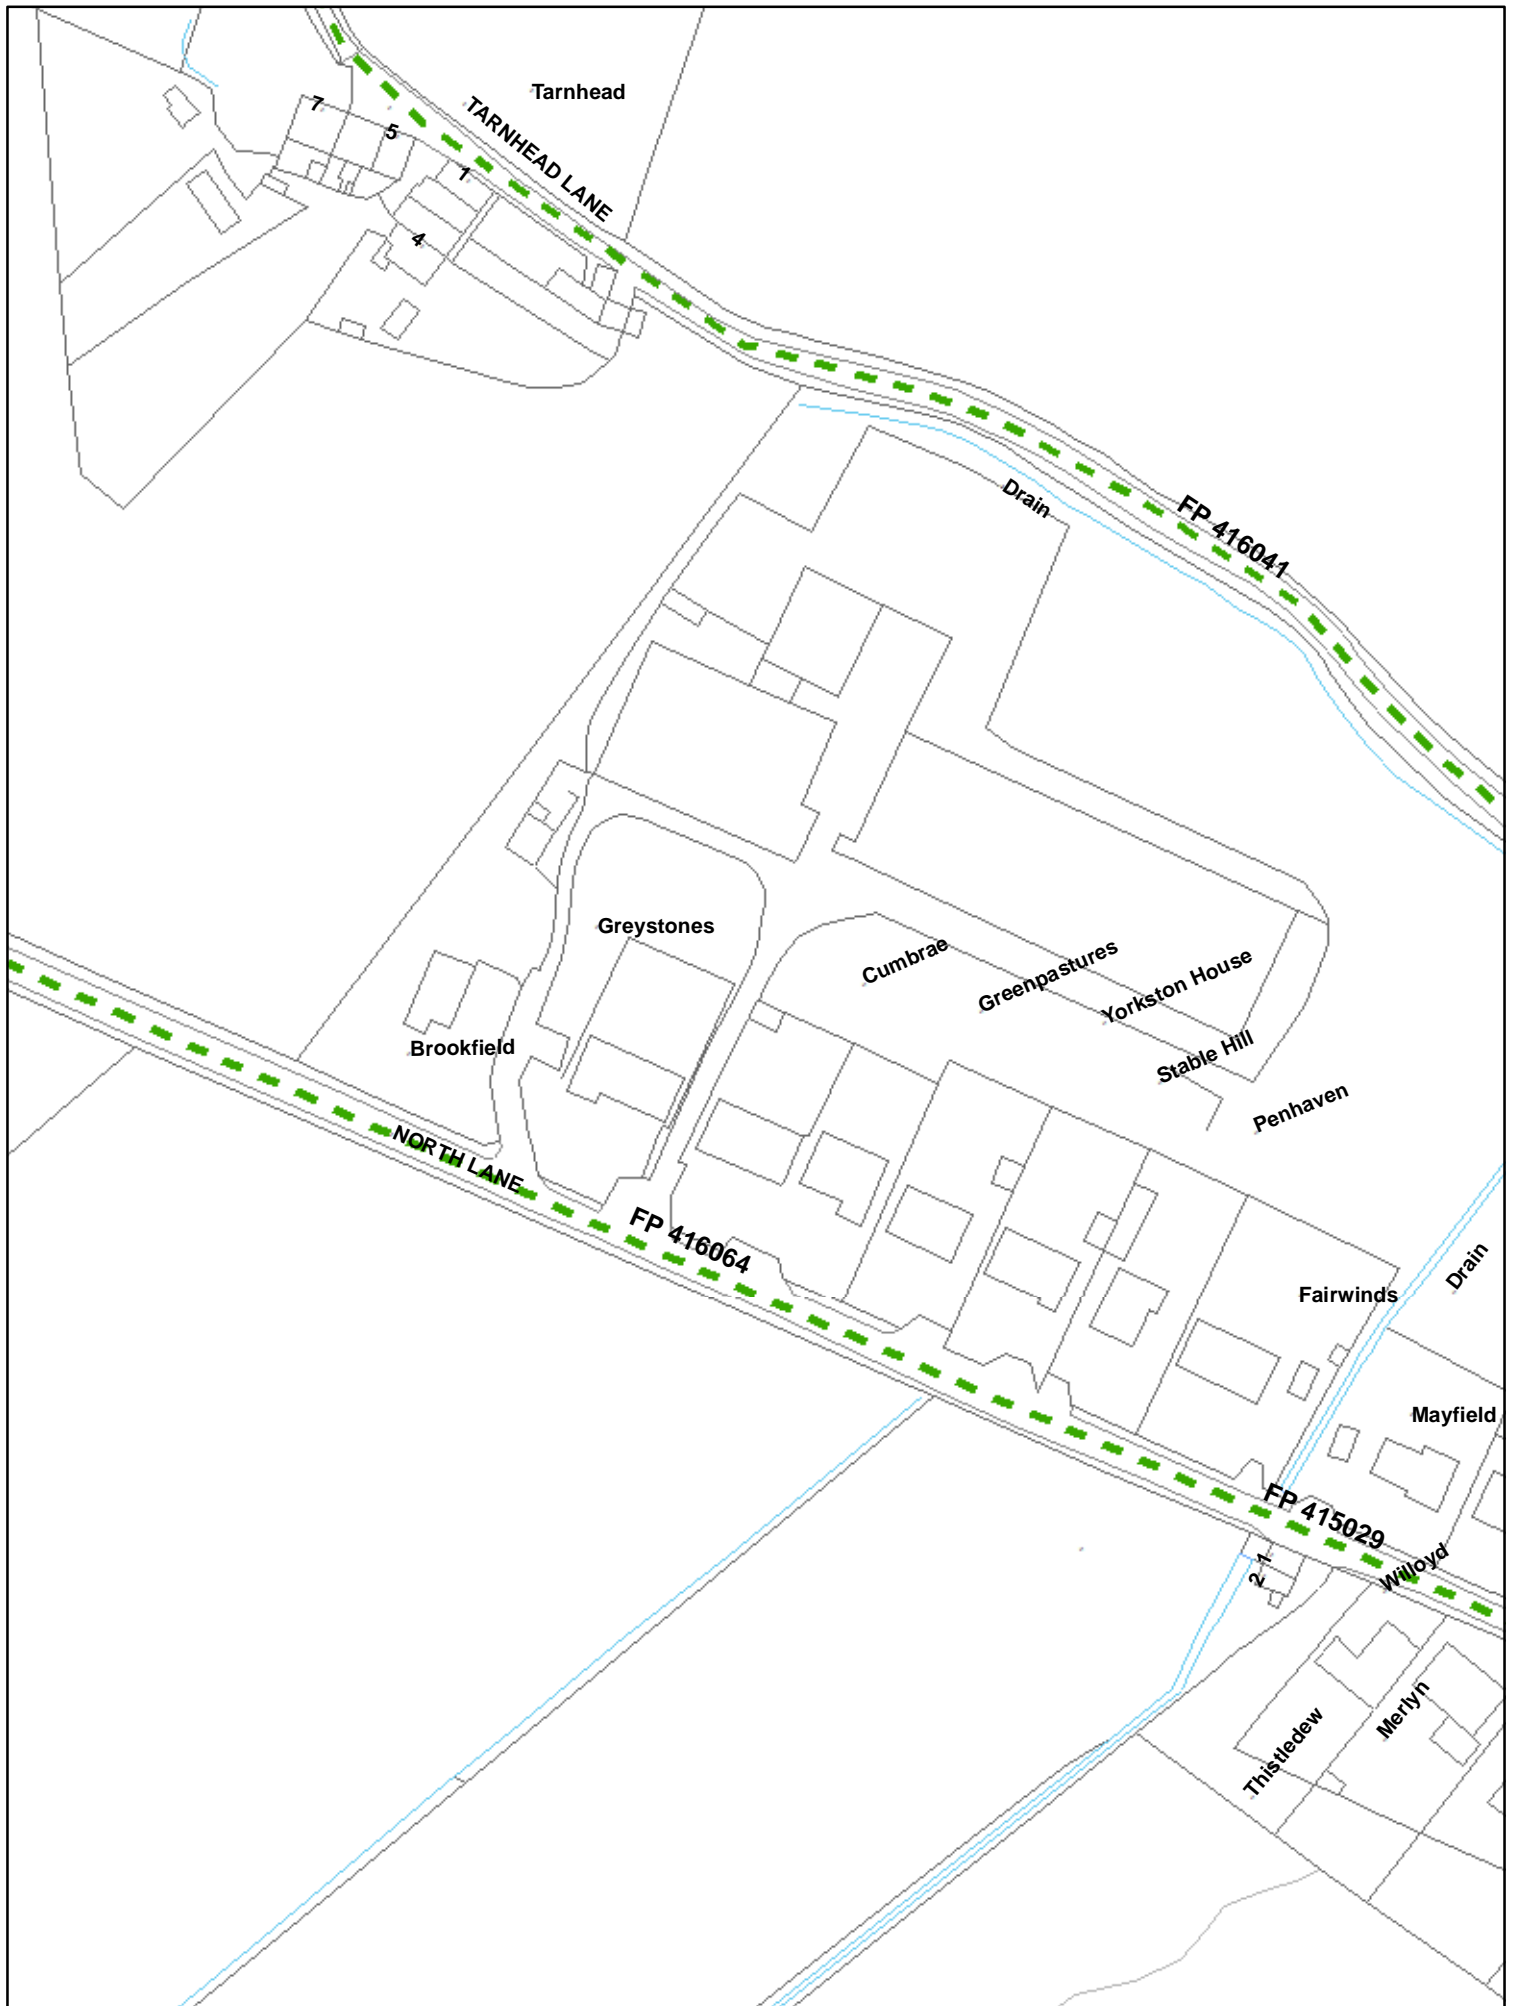 Tarnhead
7
TARNHEAD LANE
5
1
4
Drain
FP 416041
Greystones
Cumbrae
Greenpastures
Yorkston House
Brookfield
Stable Hill
Penhaven
NORTH LANE
FP 416064
Drain
Fairwinds
Mayfield
FP 415029
1
2
Willoyd
Merlyn
Thistledew